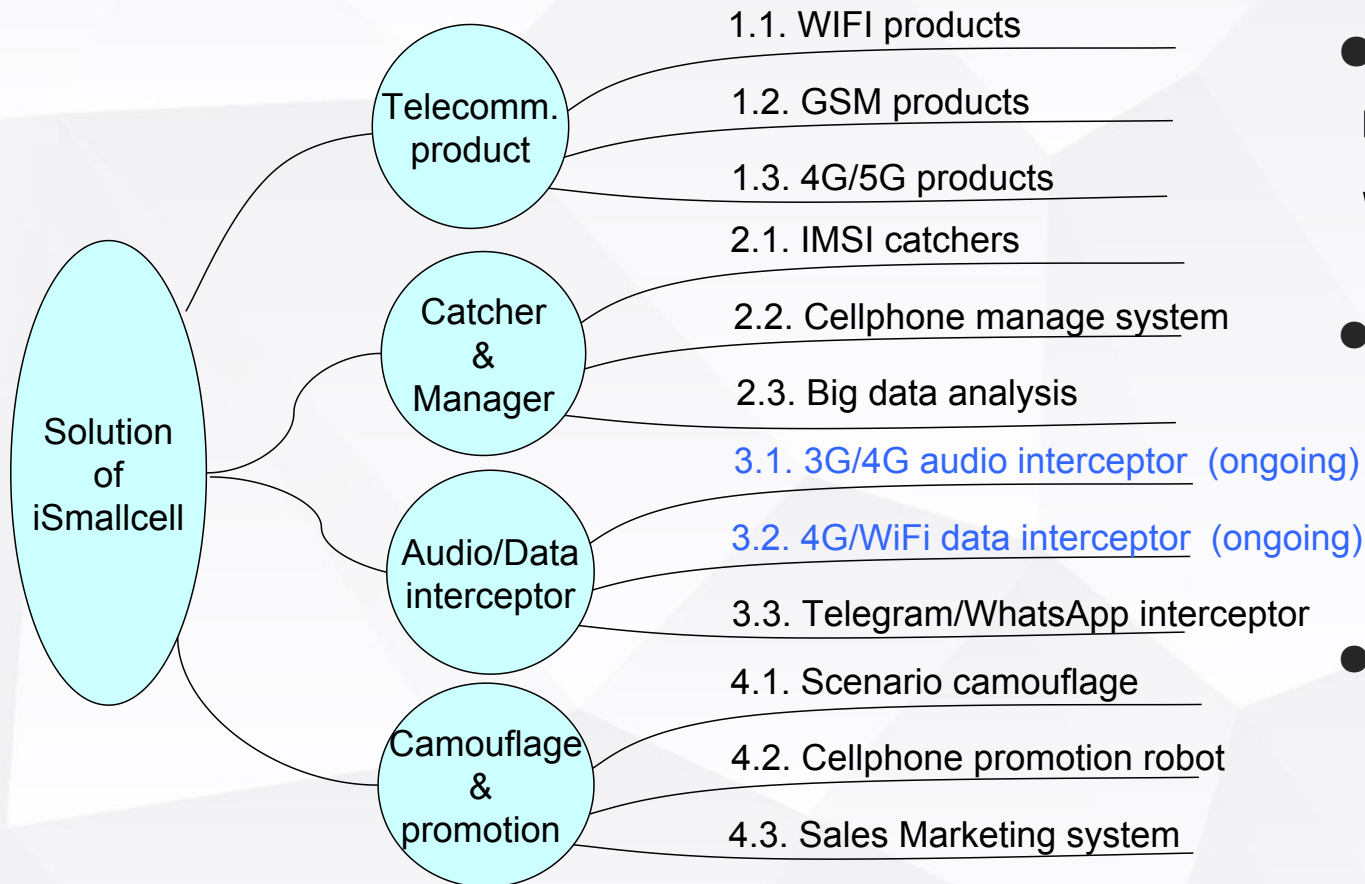 Solution
of
iSmallcell
Telecomm.
product
1.1. WIFI products
1.2. GSM products
1.3. 4G/5G products
Catcher
&
Manager
2.1. IMSI catchers
2.2. Cellphone manage system
2.3. Big data analysis
Audio/Data
interceptor
3.1. 3G/4G audio interceptor (ongoing)
3.2. 4G/WiFi data interceptor (ongoing)
3.3. Telegram/WhatsApp interceptor
Camouflage
&
promotion
4.1. Scenario camouflage
4.2. Cellphone promotion robot
4.3. Sales Marketing system